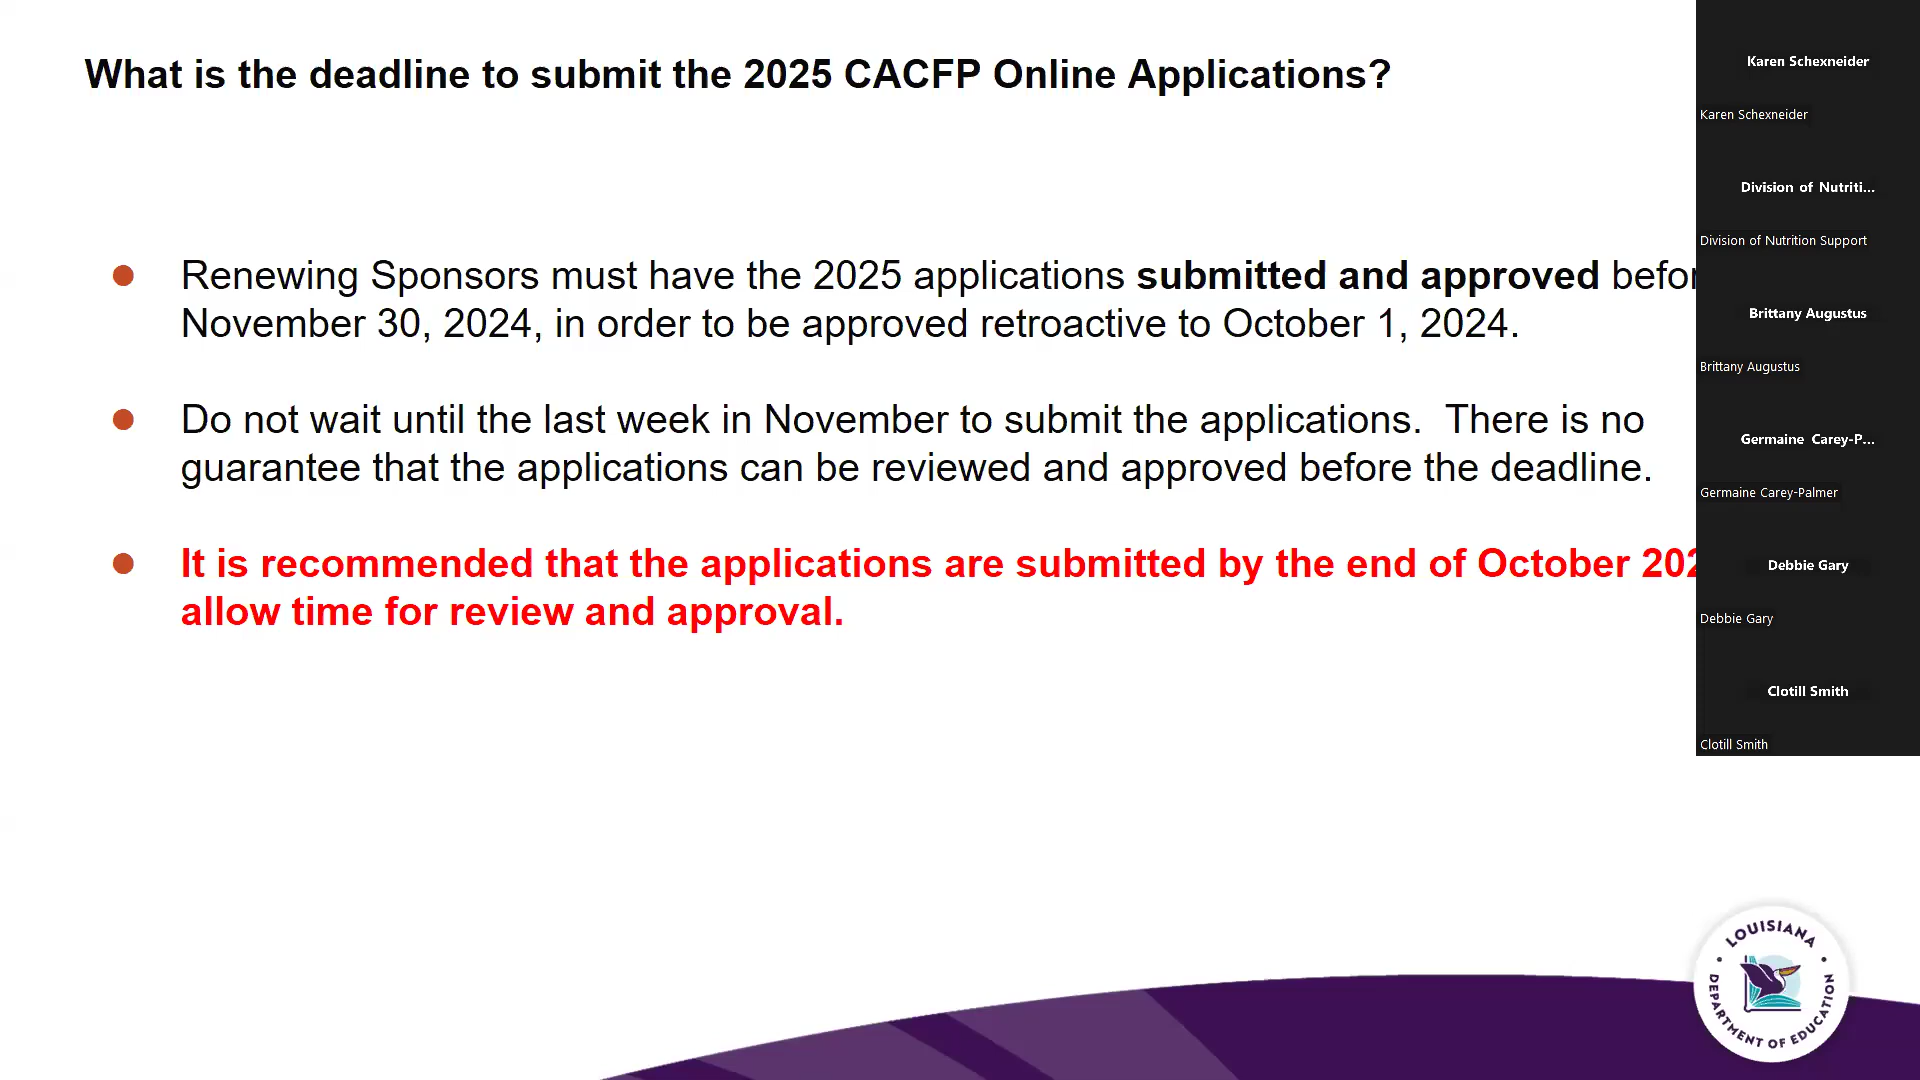 What is the deadline to submit the 2025 CACFP Online Applications?
Renewing Sponsors must have the 2025 applications submitted and approved
November 30, 2024, in order to be approved retroactive to October 1, 2024.
Do not wait until the last week in November to submit the applications. There is no
guarantee that the applications can be reviewed and approved before the deadline.
It is recommended that the applications are submitted by the end of October
allow time for review and approval.
Karen Schexneider
Karen Schexneider
Division of Nutriti...
Division of Nutrition Support
Brittany Augustus
Brittany Augustus
Germaine Carey-P...
Germaine Carey-Palmer
Debbie Gary
Debbie Gary
Clotill Smith
Clotill Smith
LOUISIANA
DEPARTMENT OF EDUCATION